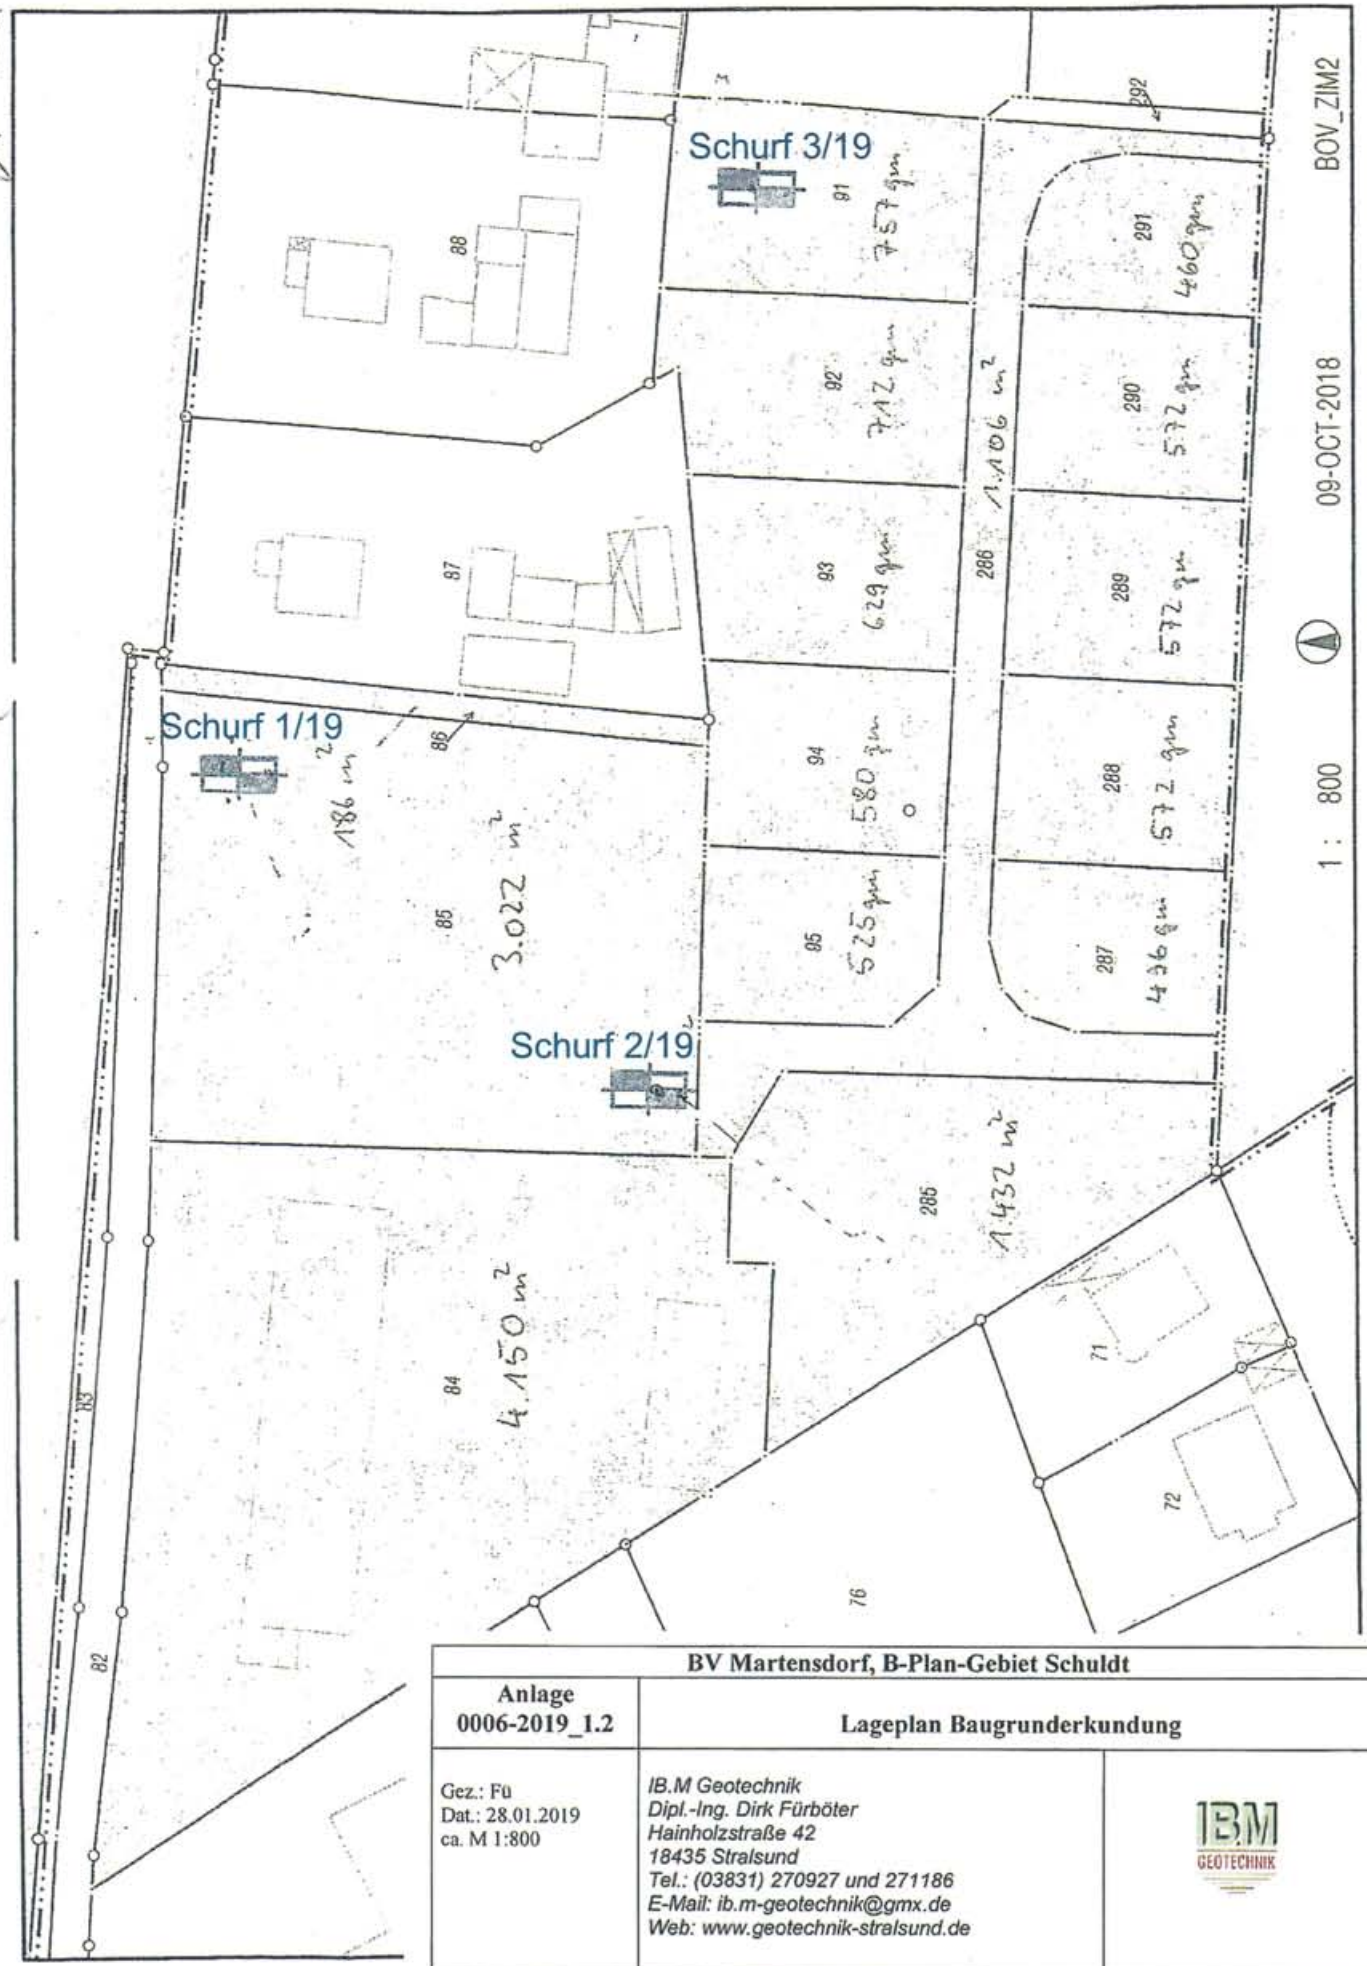 Schurf 3/19
292
BOV_ZIM2
88
91
757 qm
291
460 qm
92
712 qm
1.106 m²
290
572 qm
09-OCT-2018
87
93
629 qm
286
289
572 qm
Schurf 1/19
186 m²
86
94
580 qm
288
572 qm
1 : 800
85
3.022 m²
95
525 qm
287
436 qm
Schurf 2/19
285
1.432 m²
84
4.150 m²
83
71
72
76
82
BV Martensdorf, B-Plan-Gebiet Schuldt
Anlage
0006-2019_1.2
Lageplan Baugrunderkundung
Gez.: Fü
Dat.: 28.01.2019
ca. M 1:800
IB.M Geotechnik
Dipl.-Ing. Dirk Fürböter
Hainholzstraße 42
18435 Stralsund
Tel.: (03831) 270927 und 271186
E-Mail: ib.m-geotechnik@gmx.de
Web: www.geotechnik-stralsund.de
IBM
GEOTECHNIK